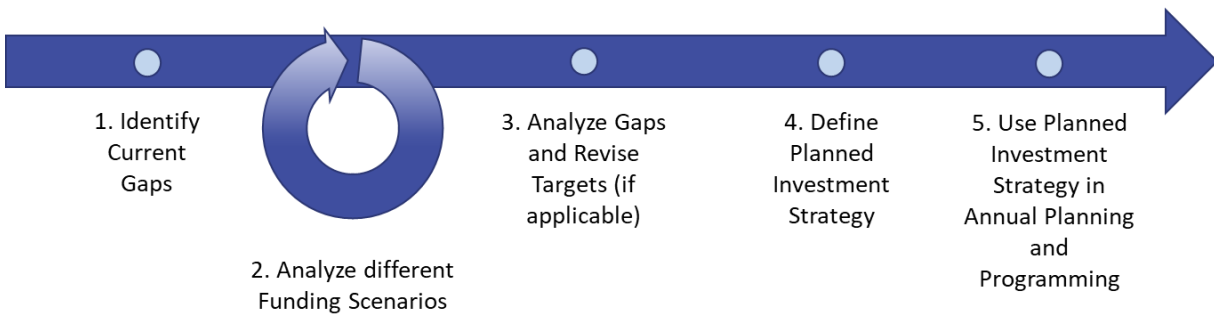 1. Identify
Current
Gaps
2. Analyze different
Funding Scenarios
3. Analyze Gaps
and Revise
Targets (if
applicable)
4. Define
Planned
Investment
Strategy
5. Use Planned
Investment
Strategy in
Annual Planning
and
Programming